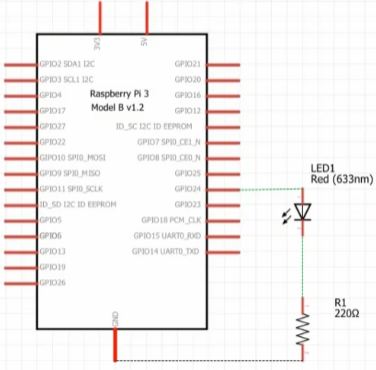 3V3
5V
GPIO2 SDA1 I2C
GPIO3 SCL1 I2C
GPIO4
GPIO17
GPIO27
GPIO22
GIPO10 SPI0_MOSI
GPIO9 SPI0_MISO
GPIO11 SPI0_SCLK
ID_SD I2C ID EEPROM
GPIO5
GPIO6
GPIO13
GPIO19
GPIO26
Raspberry Pi 3
Model B v1.2
GPIO21
GPIO20
GPIO16
GPIO12
ID_SC I2C ID EEPROM
GPIO7 SPI0_CE1_N
GPIO8 SPI0_CE0_N
GPIO25
GPIO24
GPIO23
GPIO18 PCM_CLK
GPIO15 UART0_RXD
GPIO14 UART0_TXD
GND
LED1
Red (633nm)
R1
220Ω